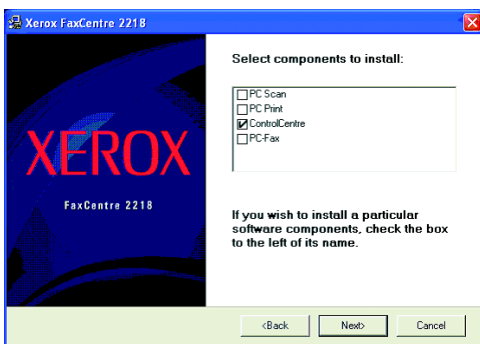 Xerox FaxCentre 2218
Select components to install:
PC Scan
PC Print
ControlCentre
PC-Fax
XEROX
FaxCentre 2218
If you wish to install a particular
software components, check the box
to the left of its name.
<Back
Next>
Cancel